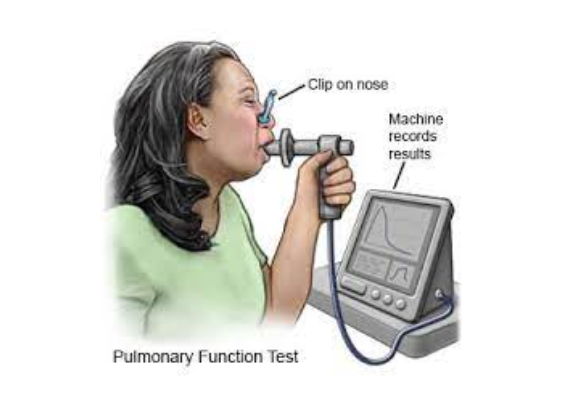 Clip on nose
Machine
records
results
Pulmonary Function Test